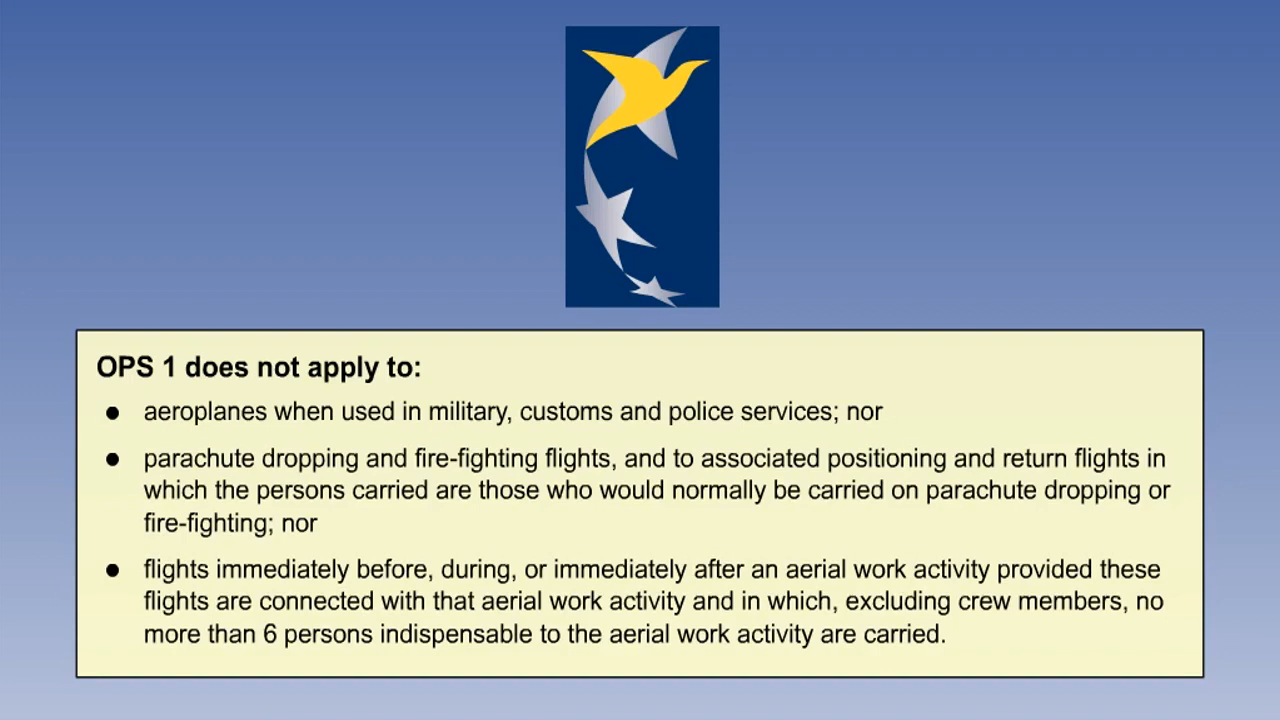 OPS 1 does not apply to:
● aeroplanes when used in military, customs and police services; nor
● parachute dropping and fire-fighting flights, and to associated positioning and return flights in
which the persons carried are those who would normally be carried on parachute dropping or
fire-fighting; nor
● flights immediately before, during, or immediately after an aerial work activity provided these
flights are connected with that aerial work activity and in which, excluding crew members, no
more than 6 persons indispensable to the aerial work activity are carried.